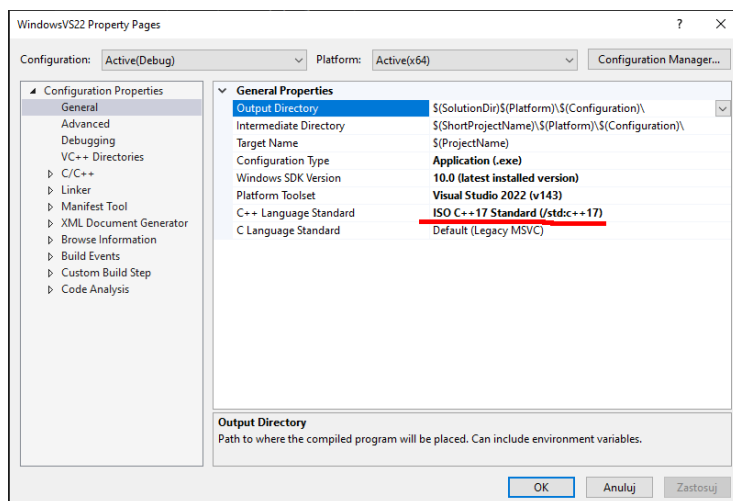 WindowsVS22 Property Pages ? ×
Configuration: Active(Debug) Platform: Active(x64) Configuration Manager...
Configuration Properties
General
Advanced
Debugging
VC++ Directories
C/C++
Linker
Manifest Tool
XML Document Generator
Browse Information
Build Events
Custom Build Step
Code Analysis
General Properties
Output Directory $(SolutionDir)$(Platform)\$(Configuration)\
Intermediate Directory $(ShortProjectName)\$(Platform)\$(Configuration)\
Target Name $(ProjectName)
Configuration Type Application (.exe)
Windows SDK Version 10.0 (latest installed version)
Platform Toolset Visual Studio 2022 (v143)
C++ Language Standard ISO C++17 Standard (/std:c++17)
C Language Standard Default (Legacy MSVC)
Output Directory
Path to where the compiled program will be placed. Can include environment variables.
OK Anuluj Zastosuj